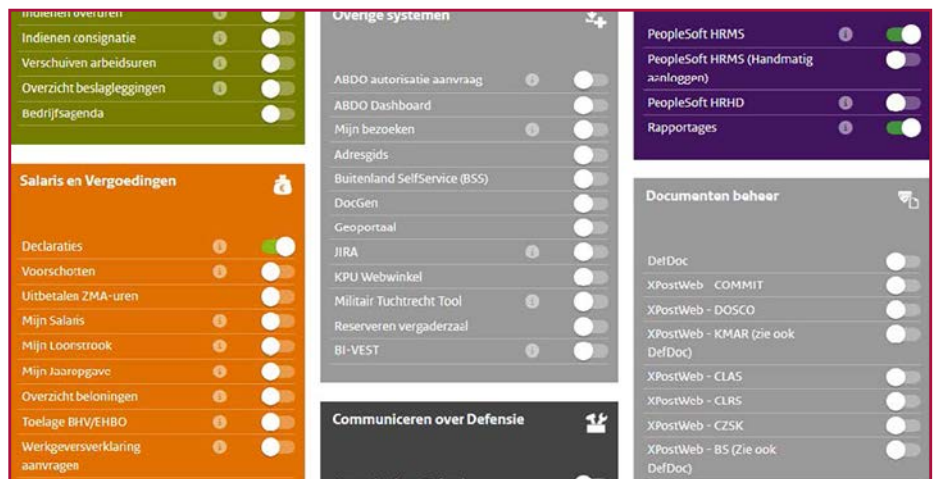 Indienen overuren
Indienen consignatie
Verschuiven arbeidsuren
Overzicht beslagleggingen
Bedrijfsagenda
Salaris en Vergoedingen
Declaraties
Voorschotten
Uitbetalen ZMA-uren
Mijn Salaris
Mijn Loonstrook
Mijn Jaaropgave
Overzicht beloningen
Toelage BHV/EHBO
Werkgeversverklaring
aanvragen
Overige systemen
ABDO autorisatie aanvraag
ABDO Dashboard
Mijn bezoeken
Adresgids
Buitenland SelfService (BSS)
DocGen
Geoportaal
JIRA
KPU Webwinkel
Militair Tuchtrecht Tool
Reserveren vergaderzaal
BI-VEST
Communiceren over Defensie
PeopleSoft HRMS
PeopleSoft HRMS (Handmatig
aanloggen)
PeopleSoft HRHD
Rapportages
Documenten beheer
DefDoc
XPostWeb - COMMIT
XPostWeb - DOSCO
XPostWeb - KMAR (zie ook
DefDoc)
XPostWeb - CLAS
XPostWeb - CLRS
XPostWeb - CZSK
XPostWeb - BS (Zie ook
DefDoc)